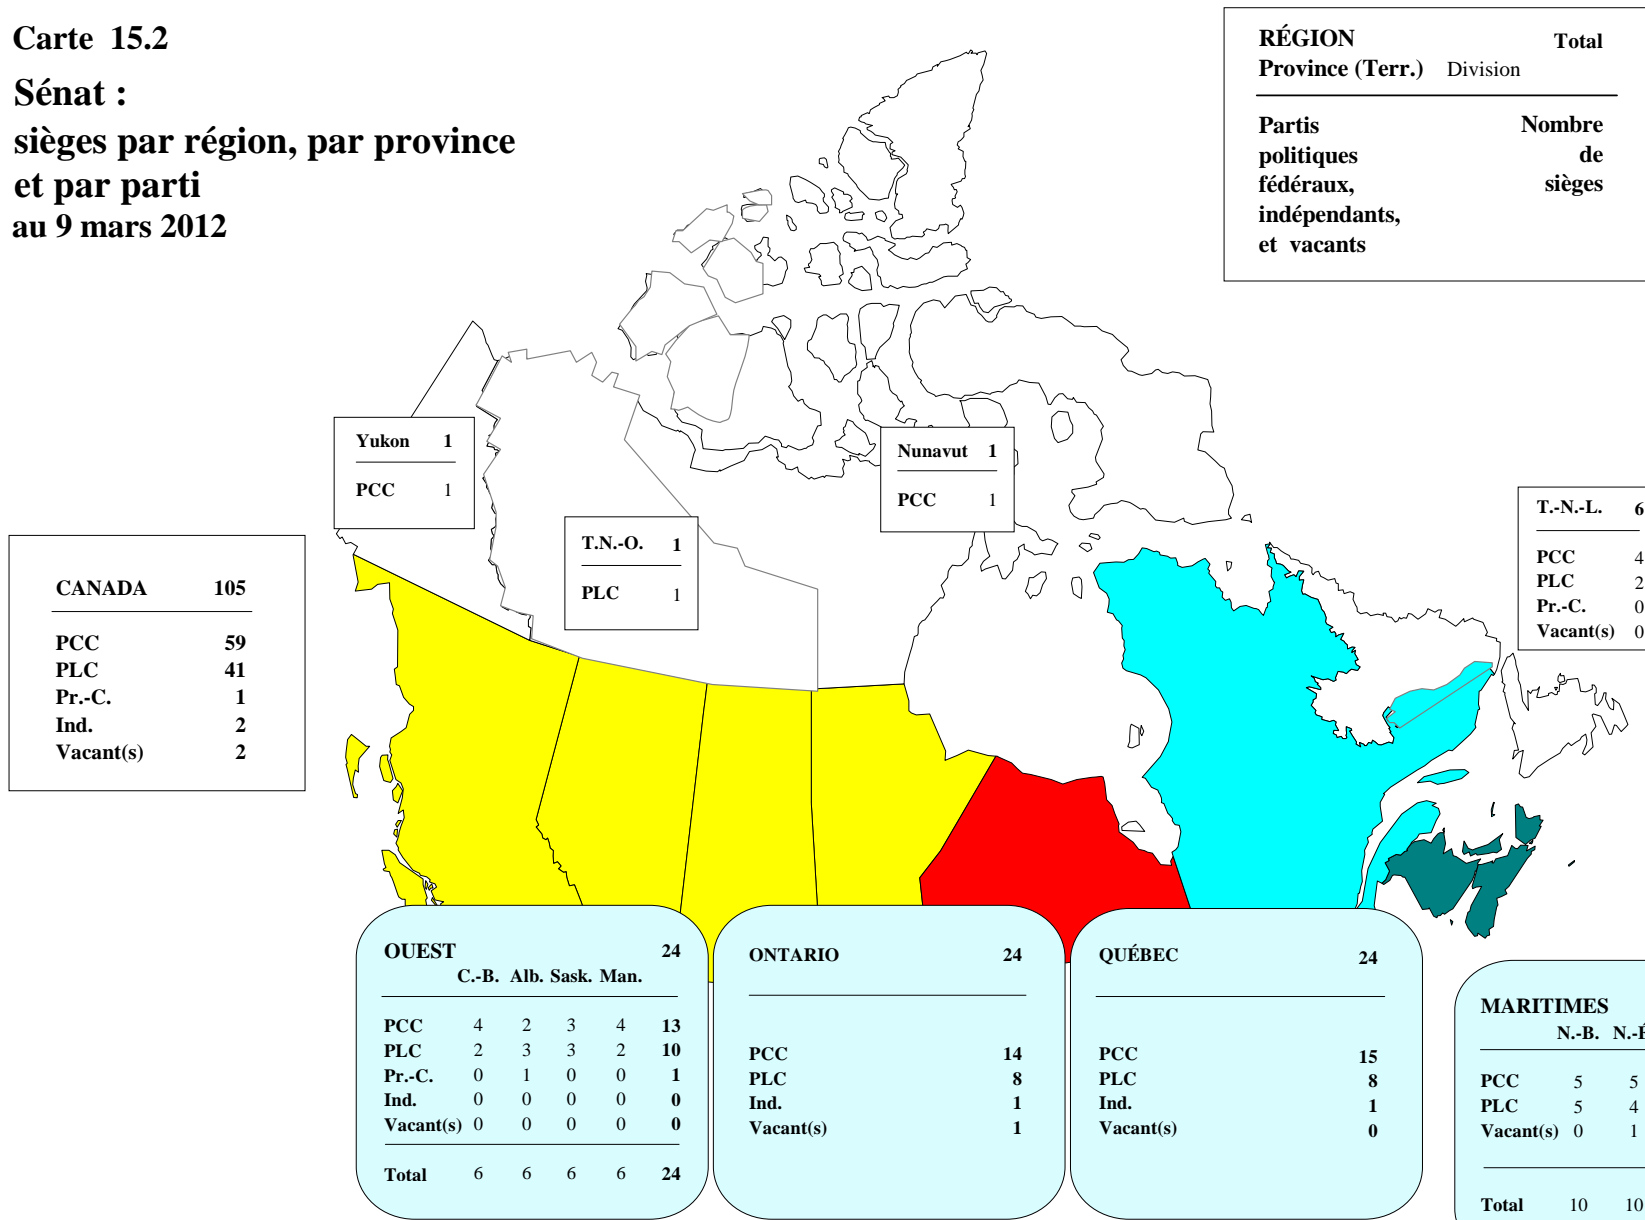 Carte 15.2
Sénat :
sièges par région, par province
et par parti
au 9 mars 2012
RÉGION Total
Province (Terr.) Division
Partis Nombre
politiques de
fédéraux, sièges
indépendants,
et vacants
Yukon 1
PCC 1
T.N.-O. 1
PLC 1
Nunavut 1
PCC 1
T.-N.-L. 6
PCC 4
PLC 2
Pr.-C. 0
Vacant(s) 0
CANADA 105
PCC 59
PLC 41
Pr.-C. 1
Ind. 2
Vacant(s) 2
OUEST 24
C.-B. Alb. Sask. Man.
PCC 4 2 3 4 13
PLC 2 3 3 2 10
Pr.-C. 0 1 0 0 1
Ind. 0 0 0 0 0
Vacant(s) 0 0 0 0 0
Total 6 6 6 6 24
ONTARIO 24
PCC 14
PLC 8
Ind. 1
Vacant(s) 1
QUÉBEC 24
PCC 15
PLC 8
Ind. 1
Vacant(s) 0
MARITIMES
N.-B. N.-É
PCC 5 5
PLC 5 4
Vacant(s) 0 1
Total 10 10